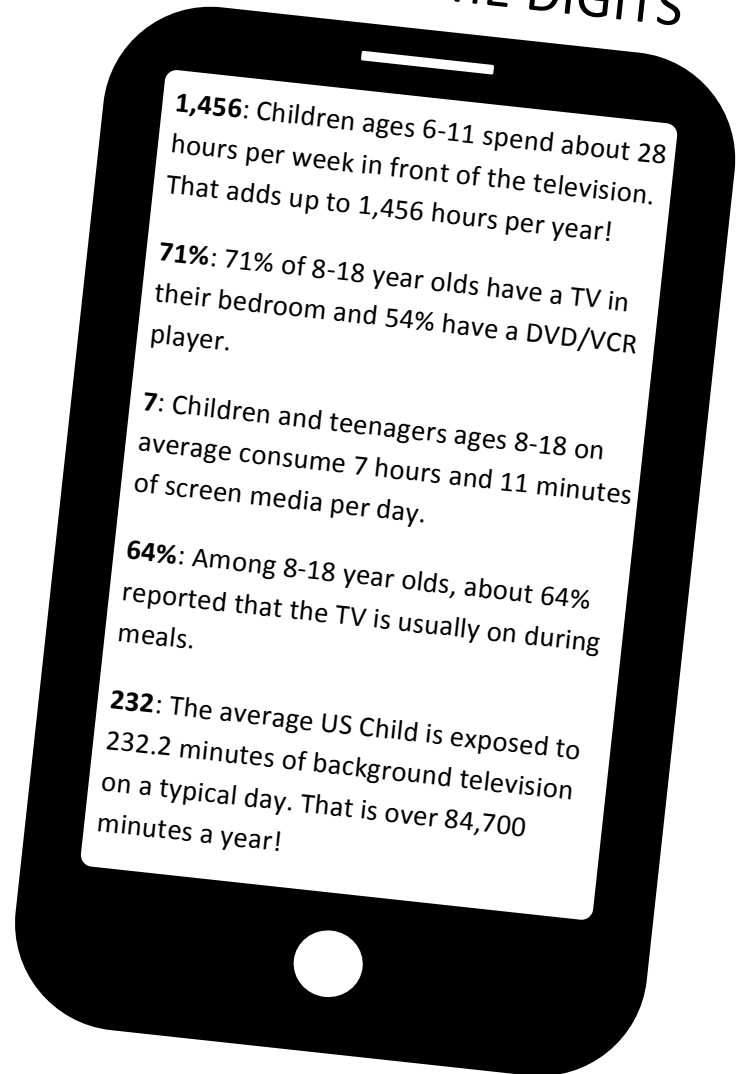 DIGITS
1,456: Children ages 6-11 spend about 28
hours per week in front of the television.
That adds up to 1,456 hours per year!
71%: 71% of 8-18 year olds have a TV in
their bedroom and 54% have a DVD/VCR
player.
7: Children and teenagers ages 8-18 on
average consume 7 hours and 11 minutes
of screen media per day.
64%: Among 8-18 year olds, about 64%
reported that the TV is usually on during
meals.
232: The average US Child is exposed to
232.2 minutes of background television
on a typical day. That is over 84,700
minutes a year!